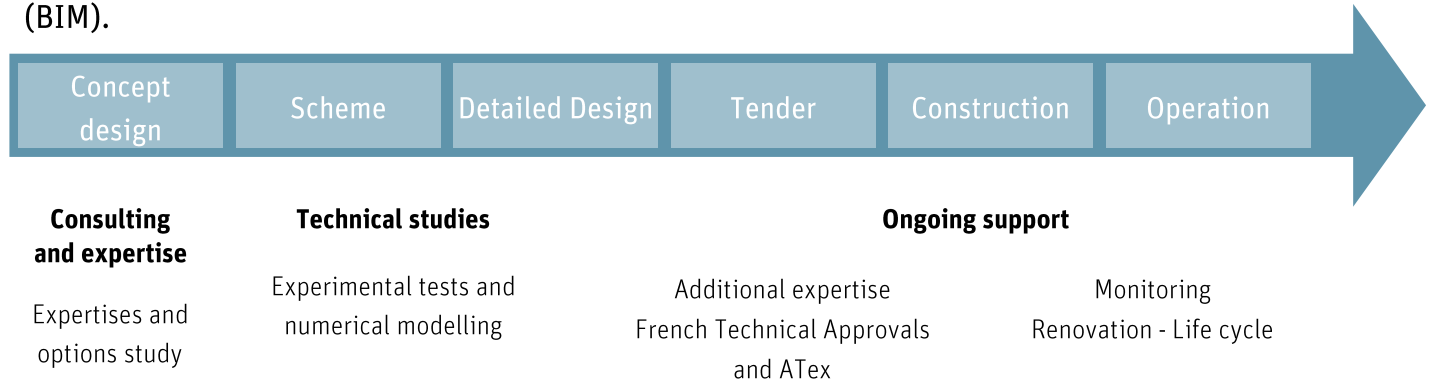 (BIM).
Concept
design
Scheme
Detailed Design
Tender
Construction
Operation
Consulting
and expertise
Expertises and
options study
Technical studies
Experimental tests and
numerical modelling
Ongoing support
Additional expertise
French Technical Approvals
and ATex
Monitoring
Renovation - Life cycle